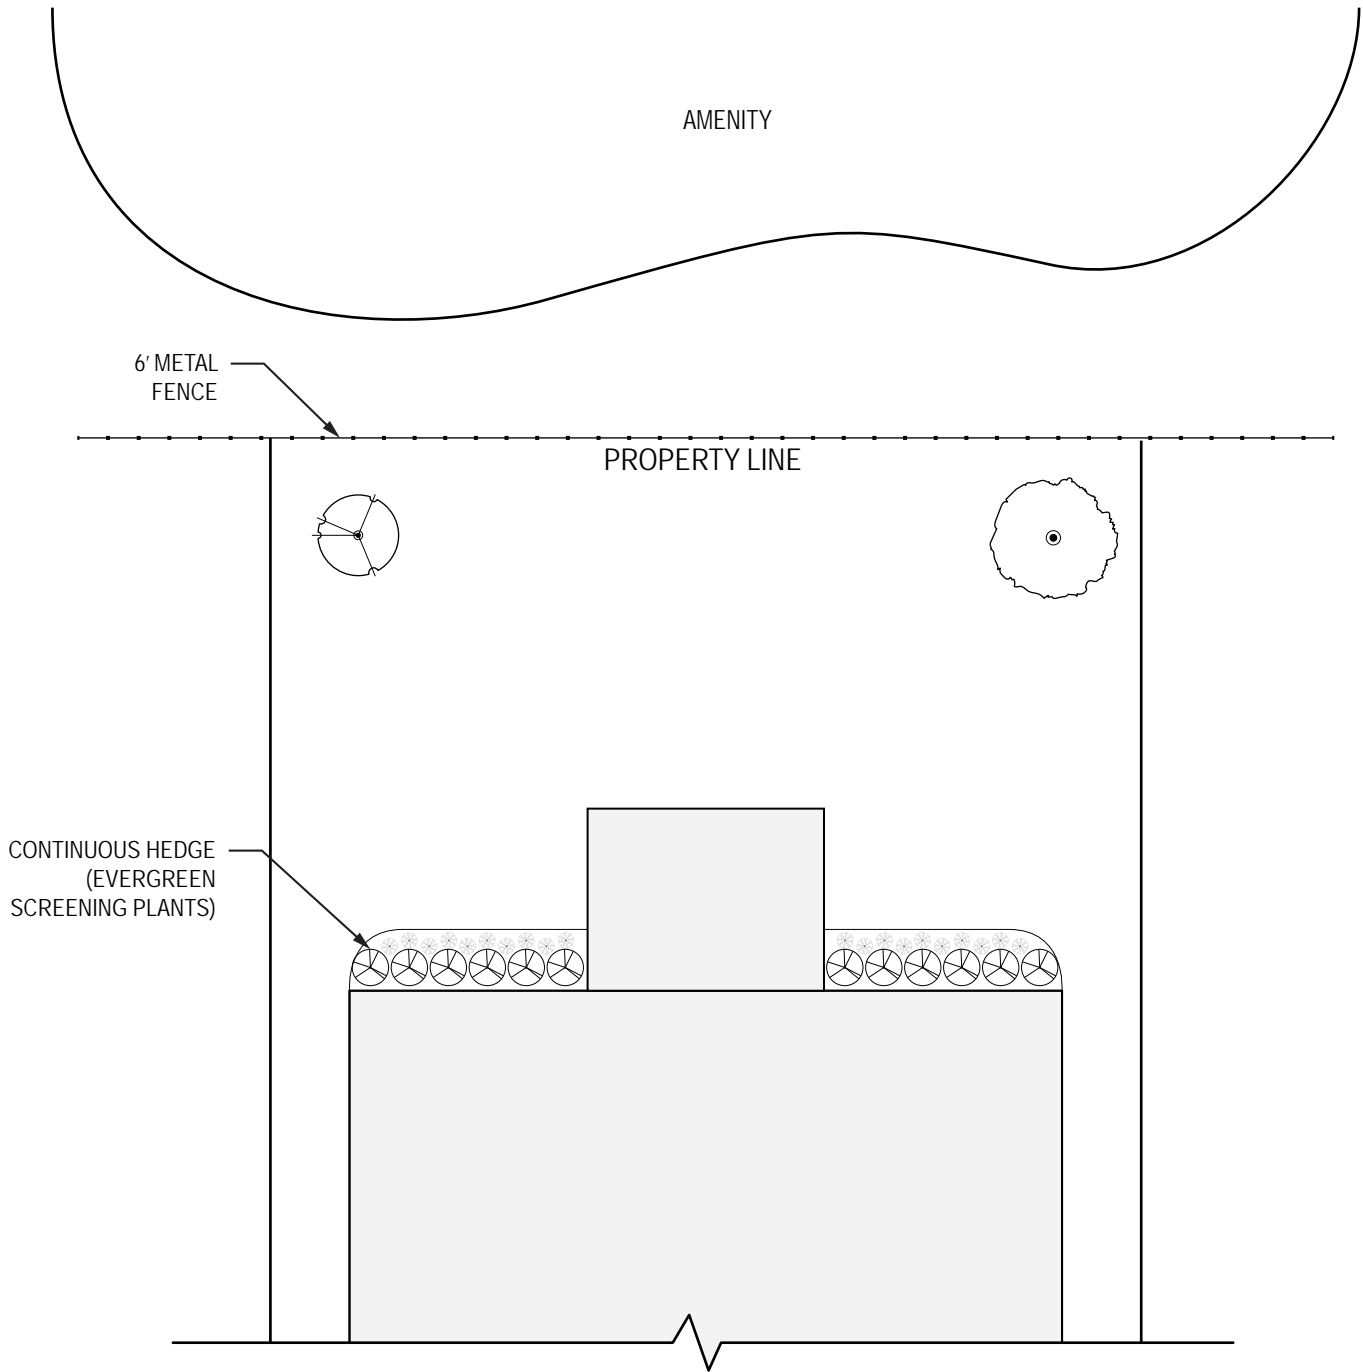 AMENITY
6' METAL
FENCE
PROPERTY LINE
CONTINUOUS HEDGE
(EVERGREEN
SCREENING PLANTS)